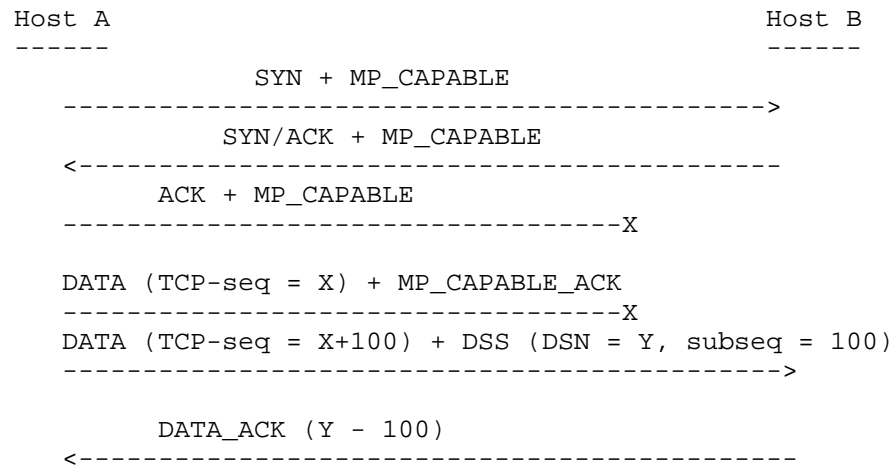 Host A                                         Host B
------                                         ------
               SYN + MP_CAPABLE
   -------------------------------------------->
             SYN/ACK + MP_CAPABLE
   <--------------------------------------------
         ACK + MP_CAPABLE
   -----------------------------------X
   DATA (TCP-seq = X) + MP_CAPABLE_ACK
   -----------------------------------X
   DATA (TCP-seq = X+100) + DSS (DSN = Y, subseq = 100)
   --------------------------------------------->
         DATA_ACK (Y - 100)
   <---------------------------------------------